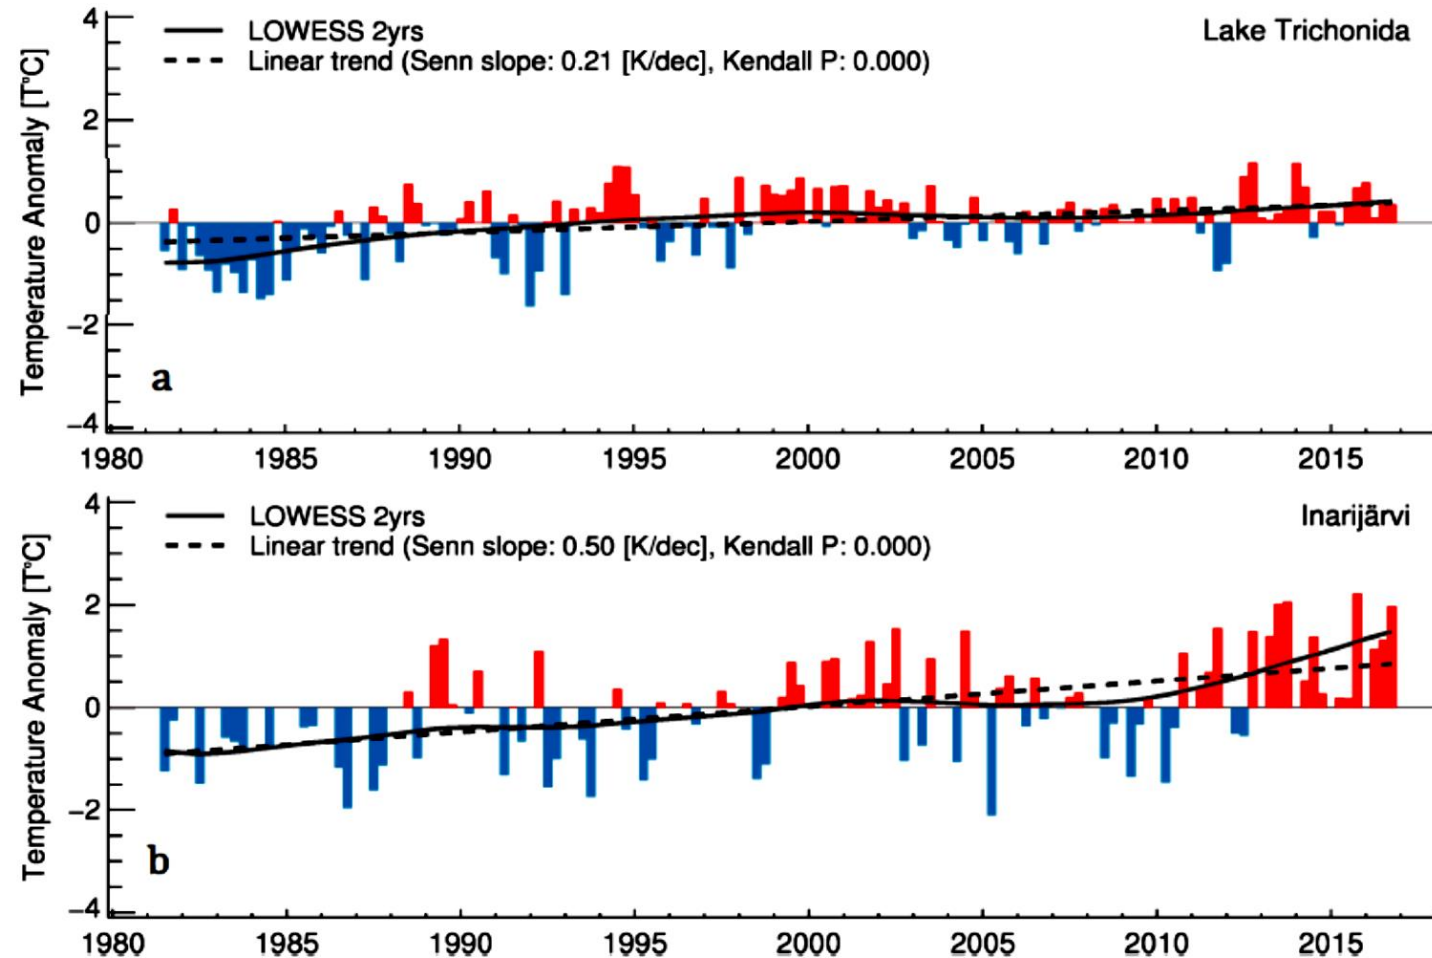 LOWESS 2yrs
Linear trend (Senn slope: 0.21 [K/dec], Kendall P: 0.000)
Lake Trichonida
Temperature Anomaly [T°C]
4
2
0
−2
−4
a
1980 1985 1990 1995 2000 2005 2010 2015
LOWESS 2yrs
Linear trend (Senn slope: 0.50 [K/dec], Kendall P: 0.000)
Inarijärvi
Temperature Anomaly [T°C]
4
2
0
−2
−4
b
1980 1985 1990 1995 2000 2005 2010 2015